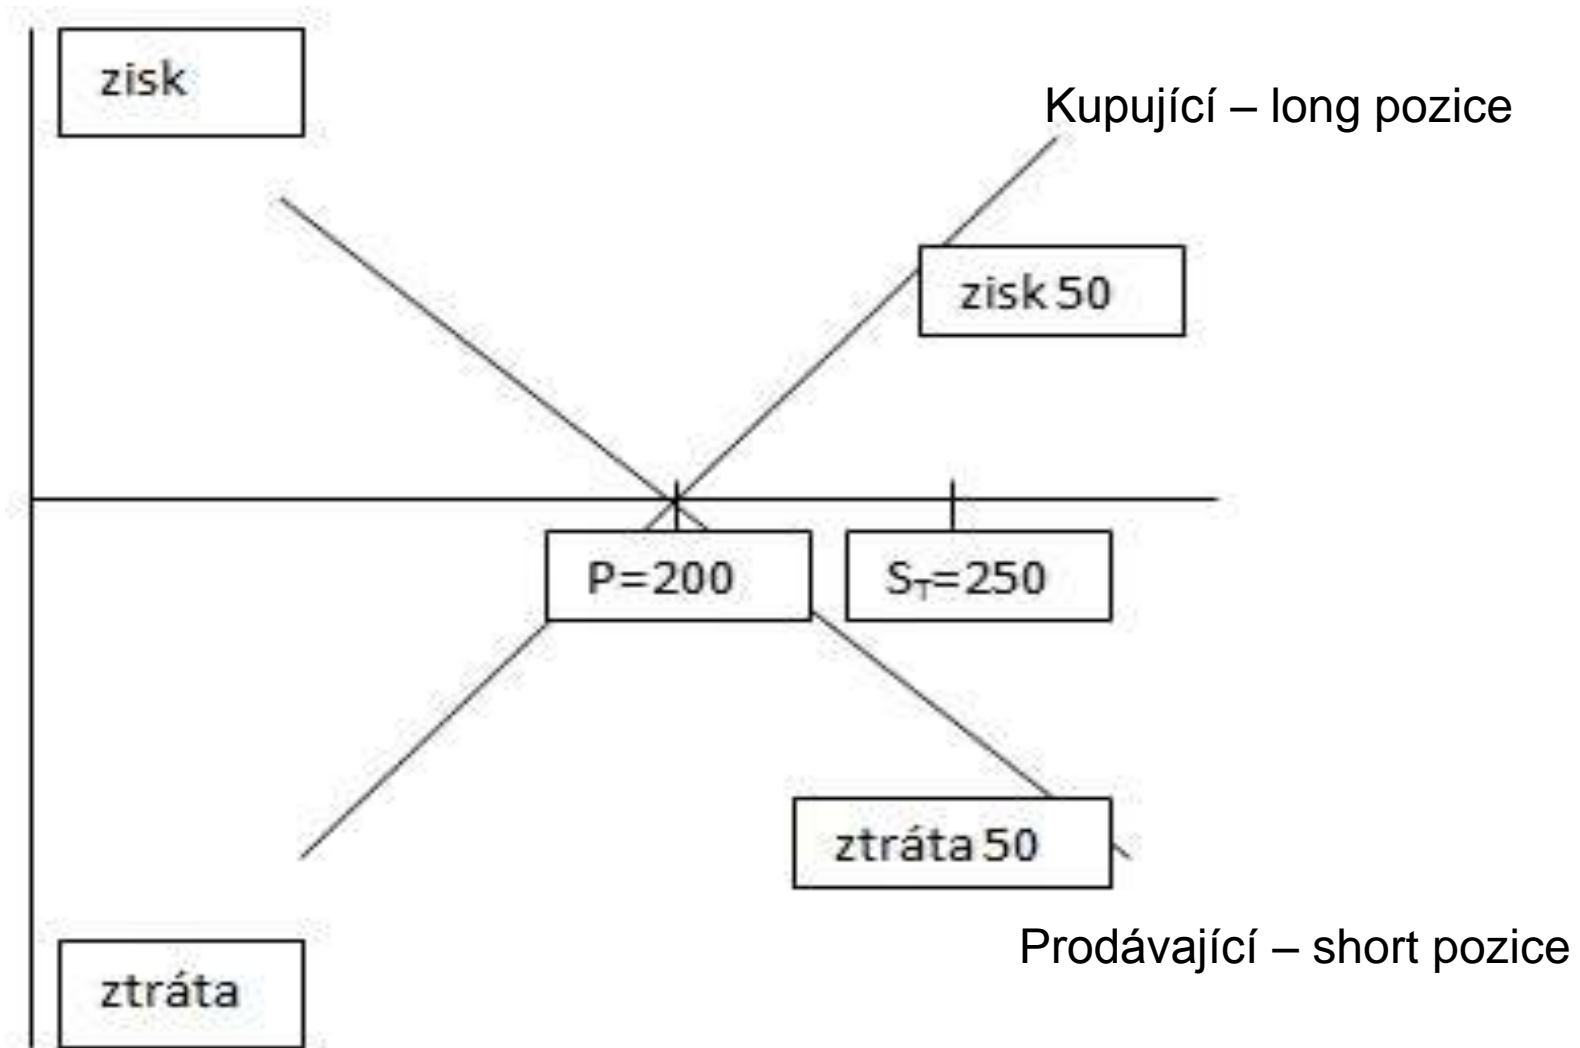 zisk
Kupující – long pozice
zisk 50
P=200
S_T=250
ztráta 50
Prodávající – short pozice
ztráta